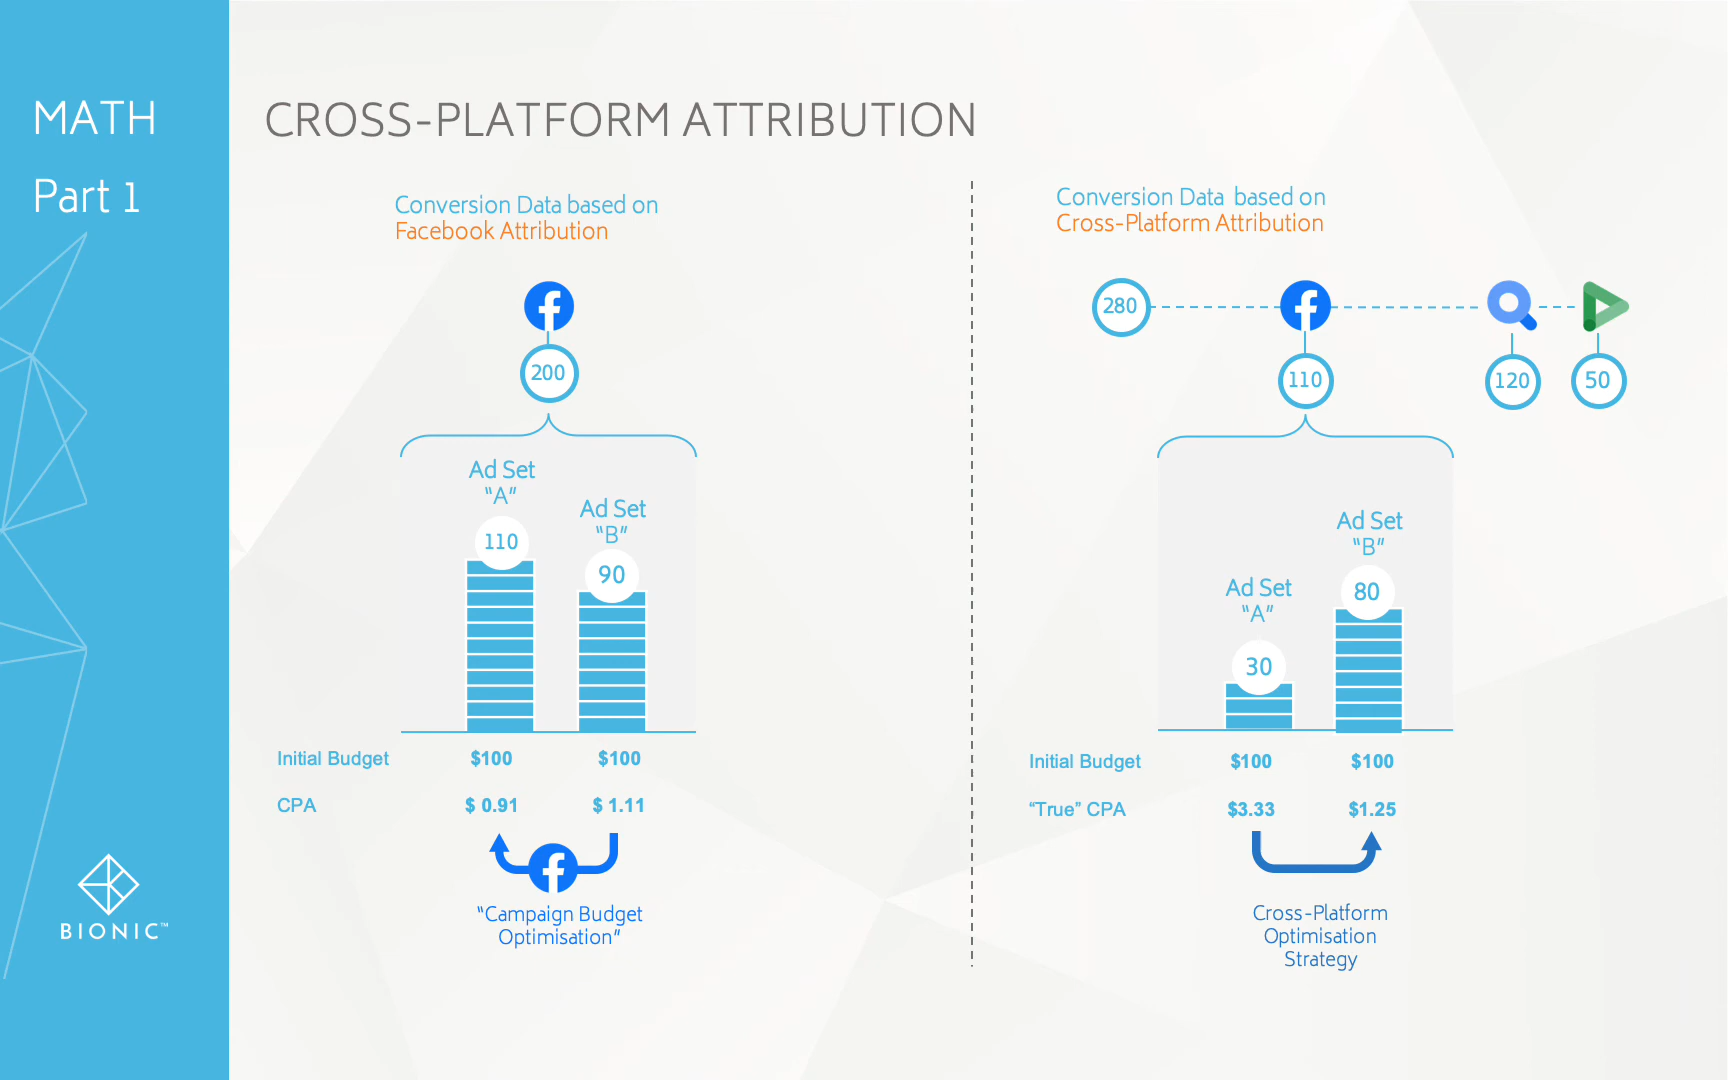 MATH
Part 1
BIONIC™
CROSS-PLATFORM ATTRIBUTION
Conversion Data based on
Facebook Attribution
200
Ad Set
“A”
110
Ad Set
“B”
90
Initial Budget $100 $100
CPA $ 0.91 $ 1.11
“Campaign Budget
Optimisation”
Conversion Data based on
Cross-Platform Attribution
280
110
120
50
Ad Set
“A”
30
Ad Set
“B”
80
Initial Budget $100 $100
“True” CPA $3.33 $1.25
Cross-Platform
Optimisation
Strategy